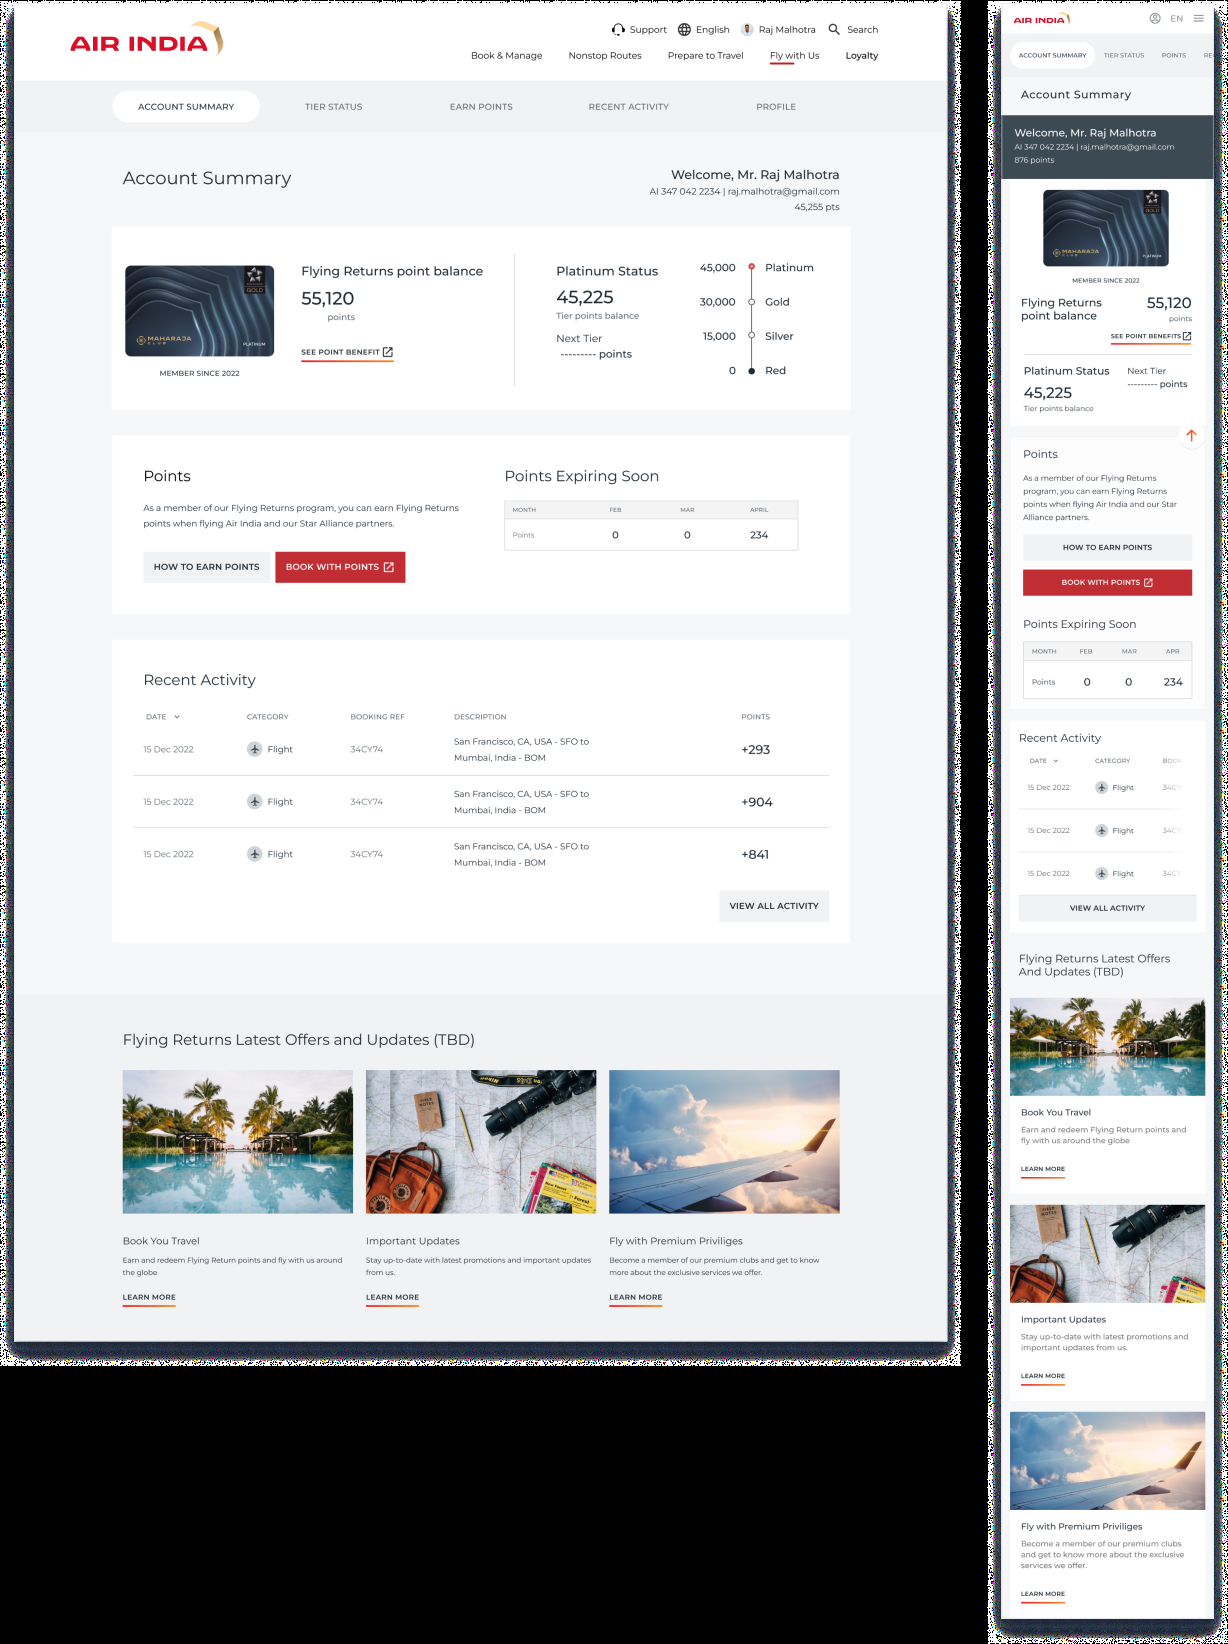 AIR INDIA
Support English Raj Malhotra Search
Book & Manage Nonstop Routes Prepare to Travel Fly with Us Loyalty
ACCOUNT SUMMARY TIER STATUS EARN POINTS RECENT ACTIVITY PROFILE
Account Summary
Welcome, Mr. Raj Malhotra
AI 347 042 2234 | raj.malhotra@gmail.com
45,255 pts
GOLD
MAHARAJA
CLUB
PLATINUM
MEMBER SINCE 2022
Flying Returns point balance
55,120
points
SEE POINT BENEFIT
Platinum Status
45,225
Tier points balance
Next Tier
--------- points
45,000 Platinum
30,000 Gold
15,000 Silver
0 Red
Points
As a member of our Flying Returns program, you can earn Flying Returns
points when flying Air India and our Star Alliance partners.
HOW TO EARN POINTS BOOK WITH POINTS
Points Expiring Soon
MONTH FEB MAR APRIL
Points 0 0 234
Recent Activity
DATE CATEGORY BOOKING REF DESCRIPTION POINTS
15 Dec 2022 Flight 34CY74 San Francisco, CA, USA - SFO to
Mumbai, India - BOM +293
15 Dec 2022 Flight 34CY74 San Francisco, CA, USA - SFO to
Mumbai, India - BOM +904
15 Dec 2022 Flight 34CY74 San Francisco, CA, USA - SFO to
Mumbai, India - BOM +841
VIEW ALL ACTIVITY
Flying Returns Latest Offers and Updates (TBD)
FIELD NOTES
Nikon
Forest
Book You Travel
Earn and redeem Flying Return points and fly with us around
the globe
LEARN MORE
Important Updates
Stay up-to-date with latest promotions and important updates
from us.
LEARN MORE
Fly with Premium Priviliges
Become a member of our premium clubs and get to know
more about the exclusive services we offer.
LEARN MORE
AIR INDIA EN
ACCOUNT SUMMARY TIER STATUS POINTS RE
Account Summary
Welcome, Mr. Raj Malhotra
AI 347 042 2234 | raj.malhotra@gmail.com
876 points
GOLD
MAHARAJA
CLUB
PLATINUM
MEMBER SINCE 2022
Flying Returns
point balance
55,120
points
SEE POINT BENEFITS
Platinum Status
45,225
Tier points balance
Next Tier
--------- points
Points
As a member of our Flying Returns
program, you can earn Flying Returns
points when flying Air India and our Star
Alliance partners.
HOW TO EARN POINTS
BOOK WITH POINTS
Points Expiring Soon
MONTH FEB MAR APR
Points 0 0 234
Recent Activity
DATE CATEGORY BOOK
15 Dec 2022 Flight 34CY
15 Dec 2022 Flight 34CY
15 Dec 2022 Flight 34CY
VIEW ALL ACTIVITY
Flying Returns Latest Offers
And Updates (TBD)
Book You Travel
Earn and redeem Flying Return points and
fly with us around the globe
LEARN MORE
FIELD NOTES
Important Updates
Stay up-to-date with latest promotions and
important updates from us.
LEARN MORE
Fly with Premium Priviliges
Become a member of our premium clubs
and get to know more about the exclusive
services we offer.
LEARN MORE